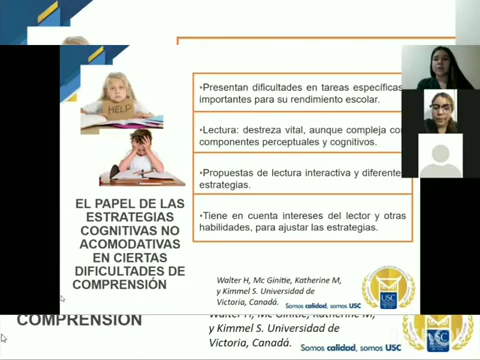 HELP
EL PAPEL DE LAS
ESTRATEGIAS
COGNITIVAS NO
ACOMODATIVAS
EN CIERTAS
DIFICULTADES DE
COMPRENSIÓN
•Presentan dificultades en tareas específicas
importantes para su rendimiento escolar.
•Lectura: destreza vital, aunque compleja con
componentes perceptuales y cognitivos.
•Propuestas de lectura interactiva y diferentes
estrategias.
•Tiene en cuenta intereses del lector y otras
habilidades, para ajustar las estrategias.
Walter H, Mc Ginitie, Katherine M,
y Kimmel S. Universidad de
Victoria, Canadá.
USC
Somos calidad, somos USC
COMPRENSIÓN
Walter H, Mc Ginitie, Katherine M,
y Kimmel S. Universidad de
Victoria, Canadá.
Somos calidad, somos USC